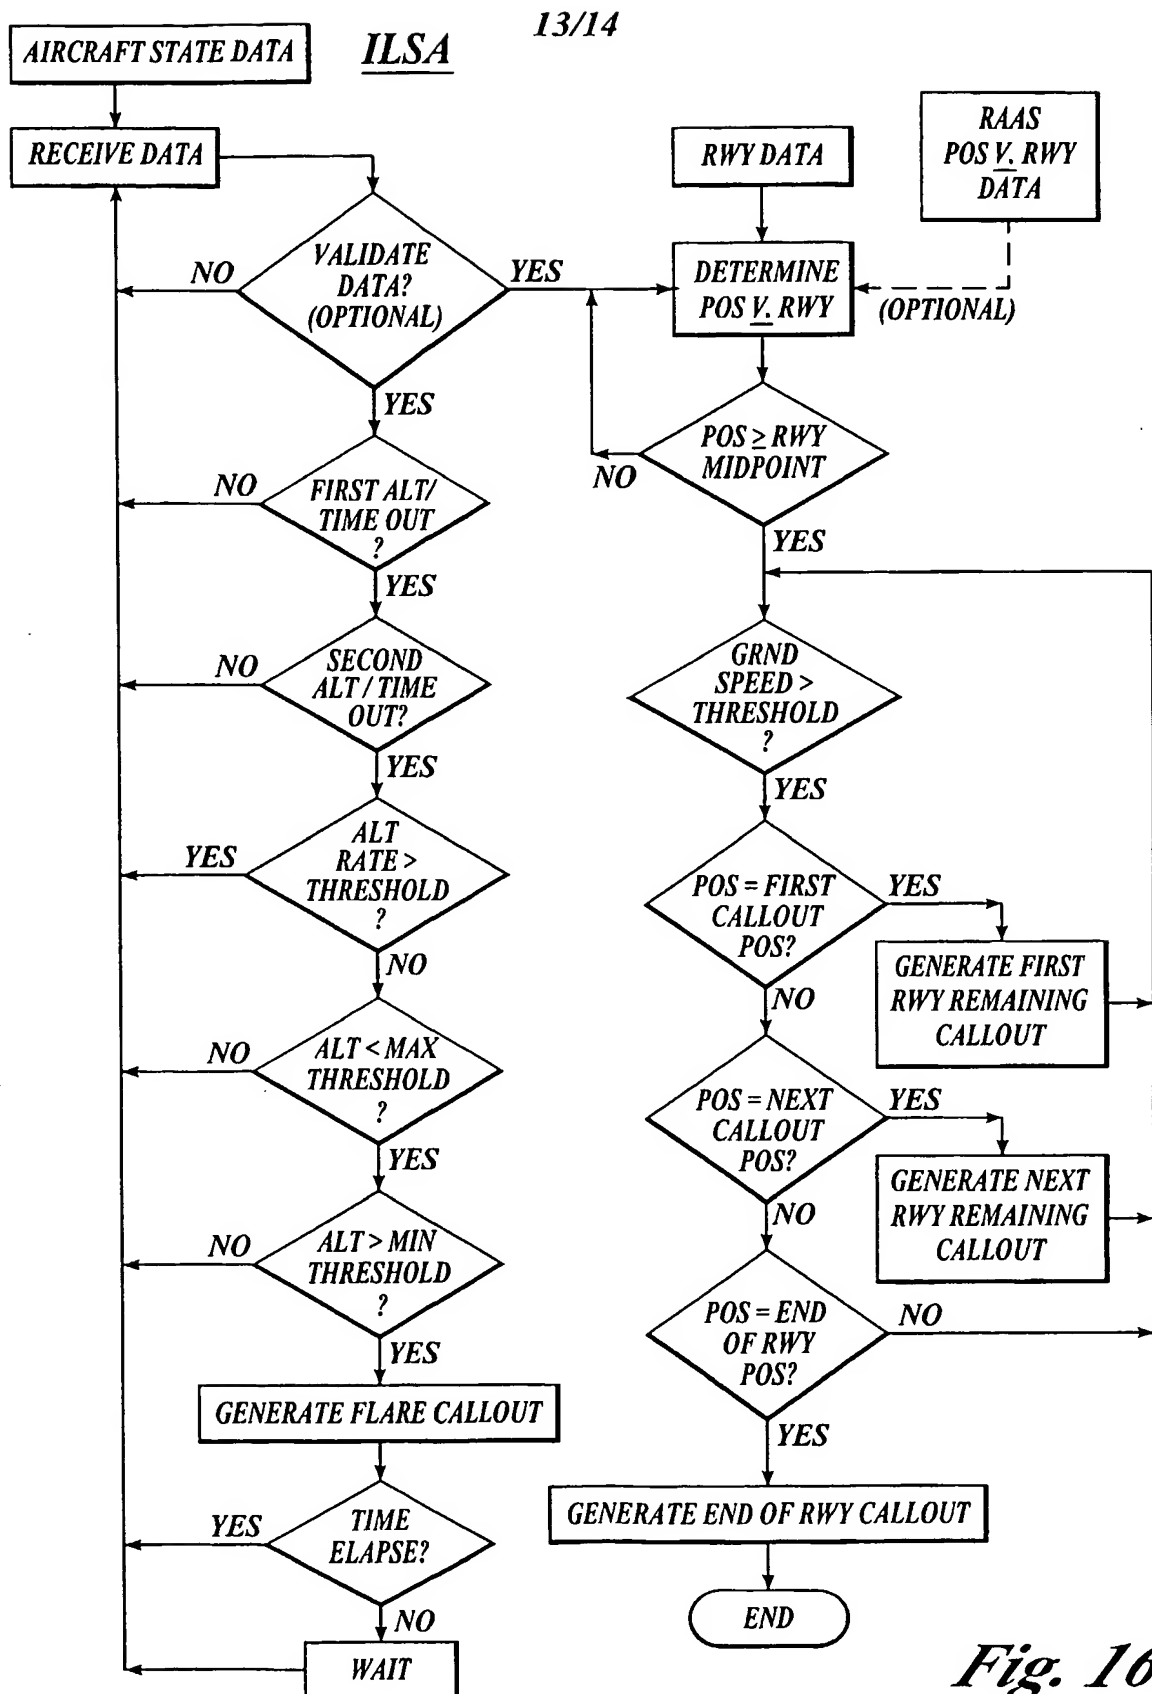 13/14
ILSA
AIRCRAFT STATE DATA
RECEIVE DATA
VALIDATE
DATA?
(OPTIONAL)
NO
YES
YES
FIRST ALT/
TIME OUT
?
NO
YES
SECOND
ALT / TIME
OUT?
NO
YES
ALT
RATE >
THRESHOLD
?
YES
NO
ALT < MAX
THRESHOLD
?
NO
YES
ALT > MIN
THRESHOLD
?
NO
YES
GENERATE FLARE CALLOUT
TIME
ELAPSE?
YES
NO
WAIT
RWY DATA
RAAS
POS V. RWY
DATA
(OPTIONAL)
DETERMINE
POS V. RWY
POS ≥ RWY
MIDPOINT
NO
YES
GRND
SPEED >
THRESHOLD
?
YES
POS = FIRST
CALLOUT
POS?
YES
GENERATE FIRST
RWY REMAINING
CALLOUT
NO
POS = NEXT
CALLOUT
POS?
YES
GENERATE NEXT
RWY REMAINING
CALLOUT
NO
POS = END
OF RWY
POS?
NO
YES
GENERATE END OF RWY CALLOUT
END
Fig. 16